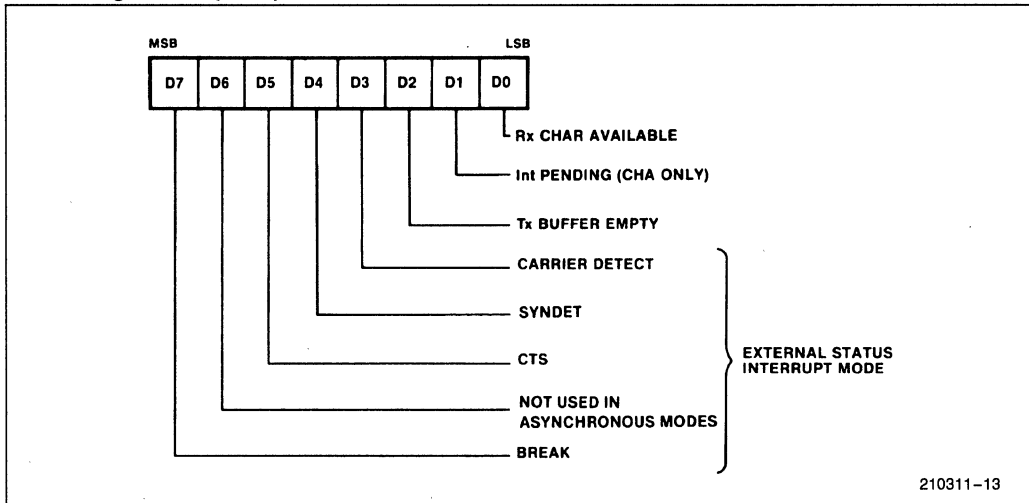 MSB LSB
D7 D6 D5 D4 D3 D2 D1 D0
Rx CHAR AVAILABLE
Int PENDING (CHA ONLY)
Tx BUFFER EMPTY
CARRIER DETECT
SYNDET
CTS
EXTERNAL STATUS
INTERRUPT MODE
NOT USED IN
ASYNCHRONOUS MODES
BREAK
210311-13